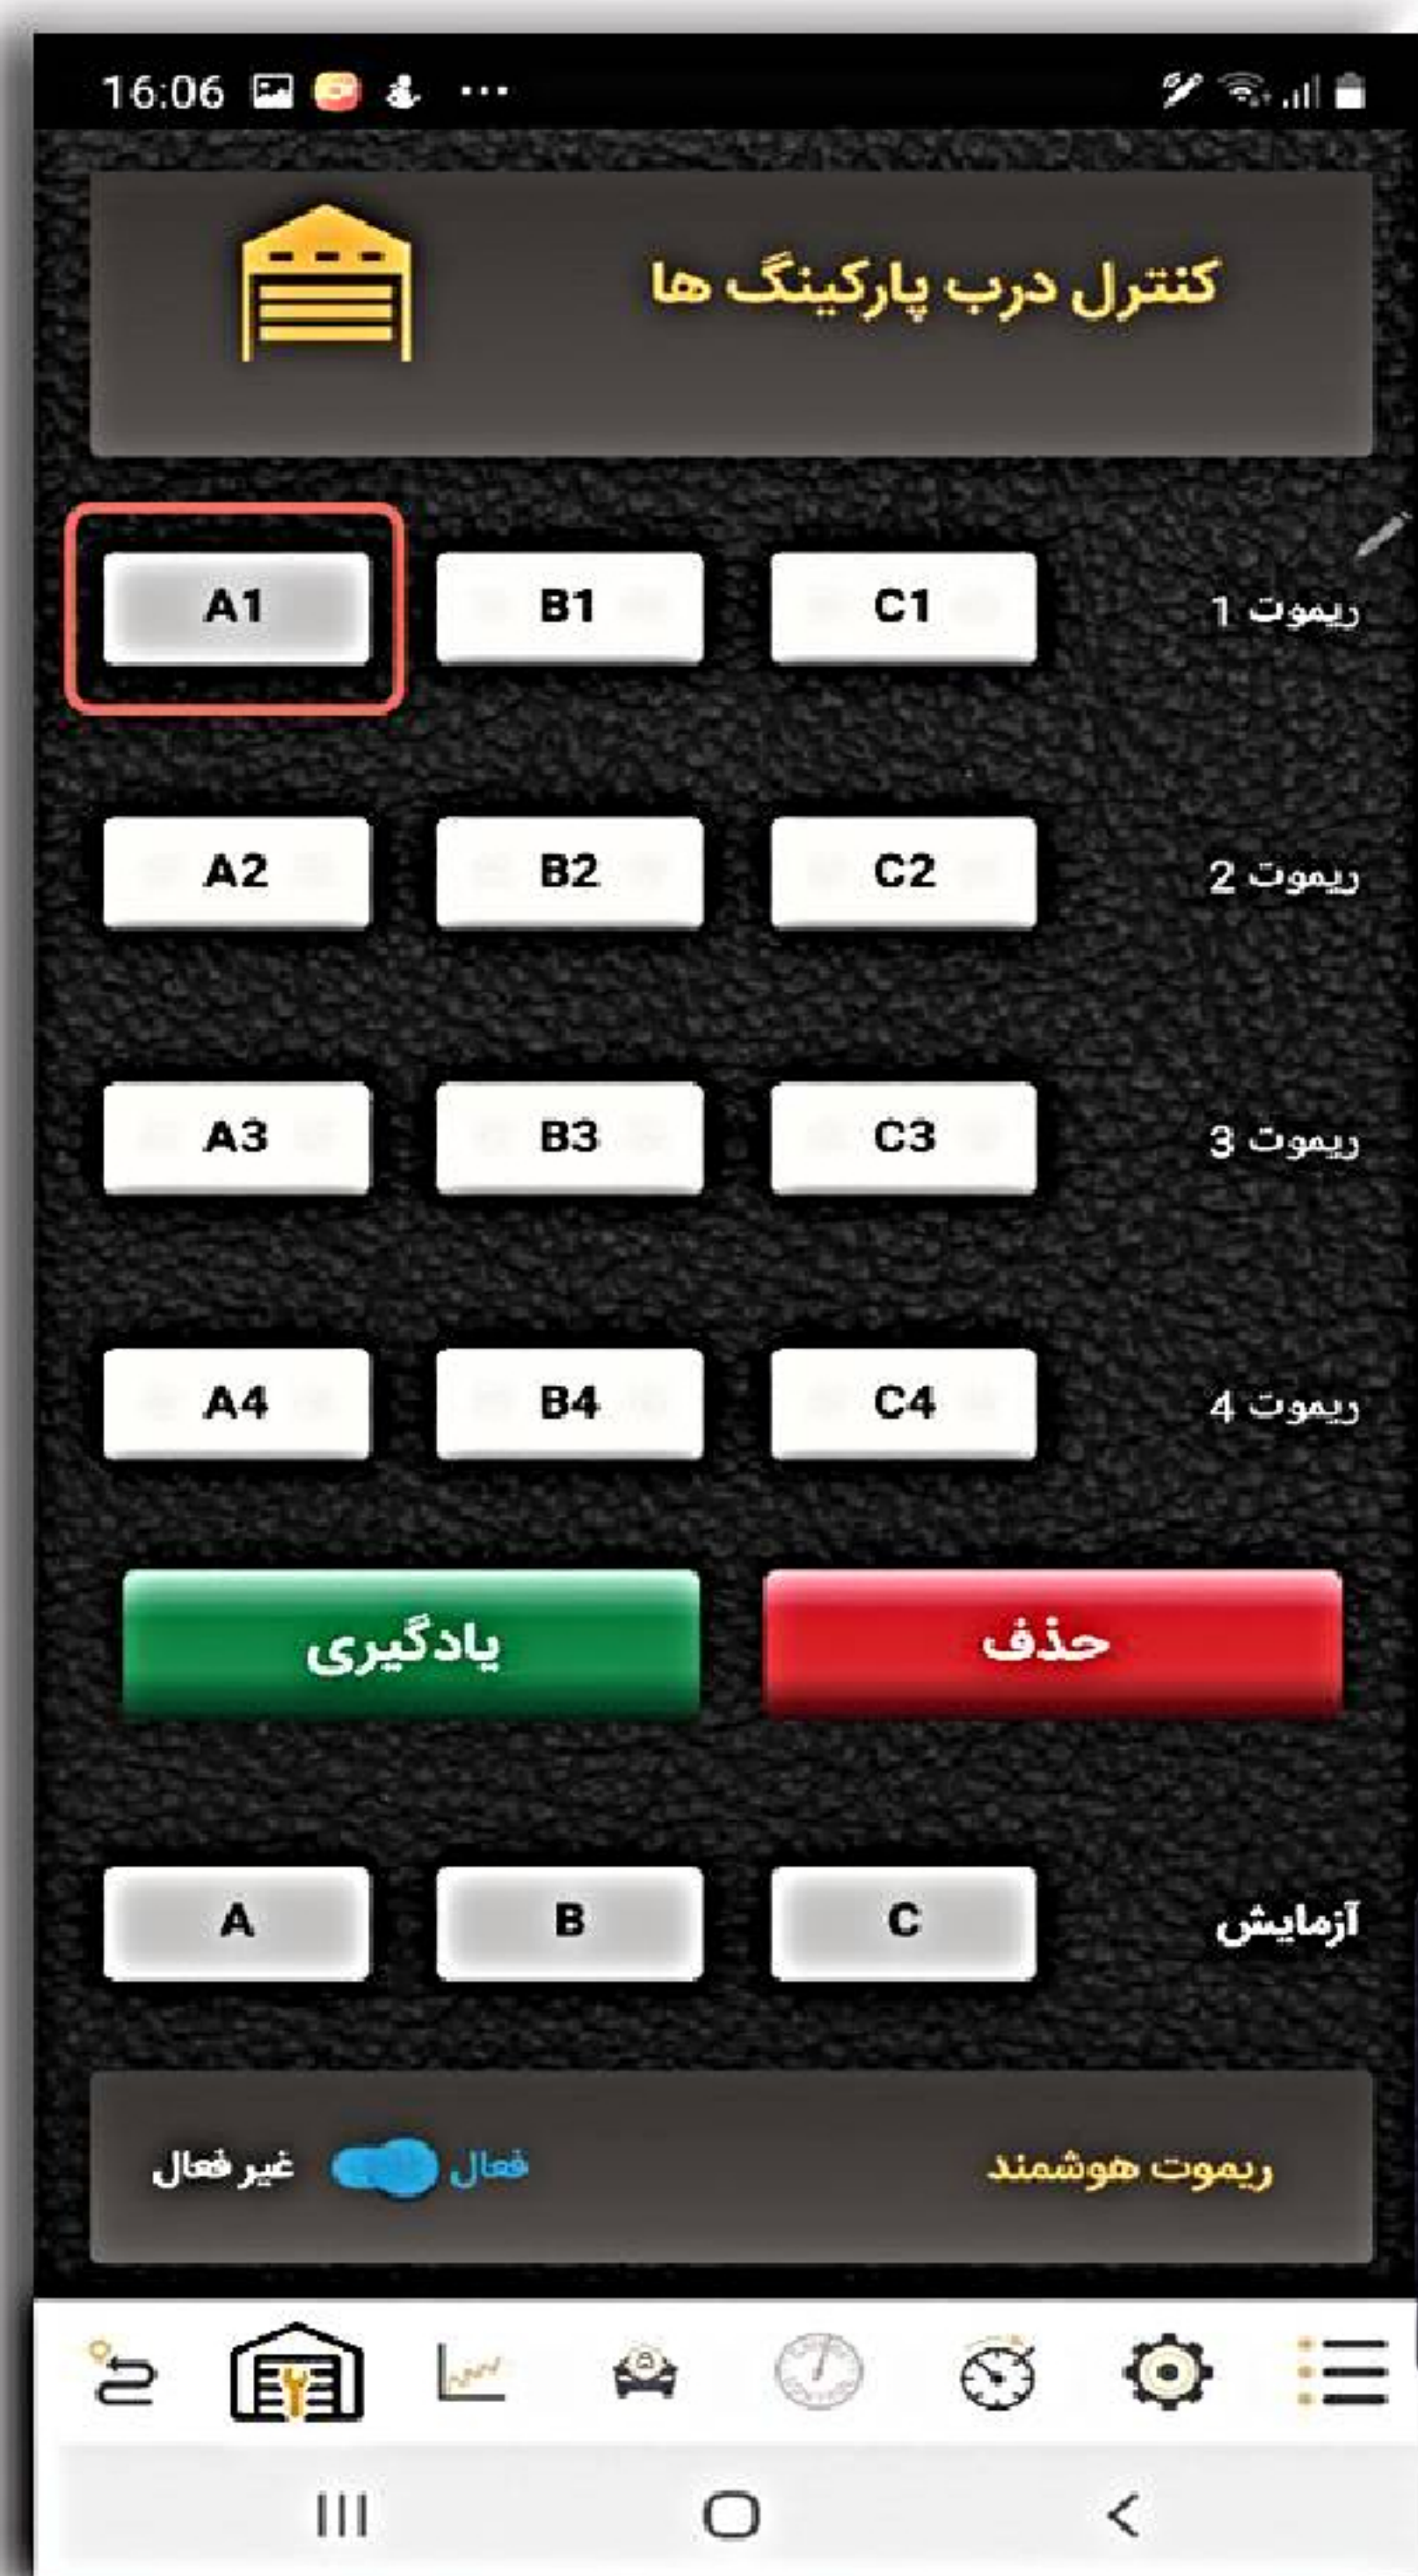 16:06
کنترل درب پارکینگ ها
A1 B1 C1 ریموت 1
A2 B2 C2 ریموت 2
A3 B3 C3 ریموت 3
A4 B4 C4 ریموت 4
یادگیری حذف
A B C آزمایش
ریموت هوشمند فعال غیر فعال